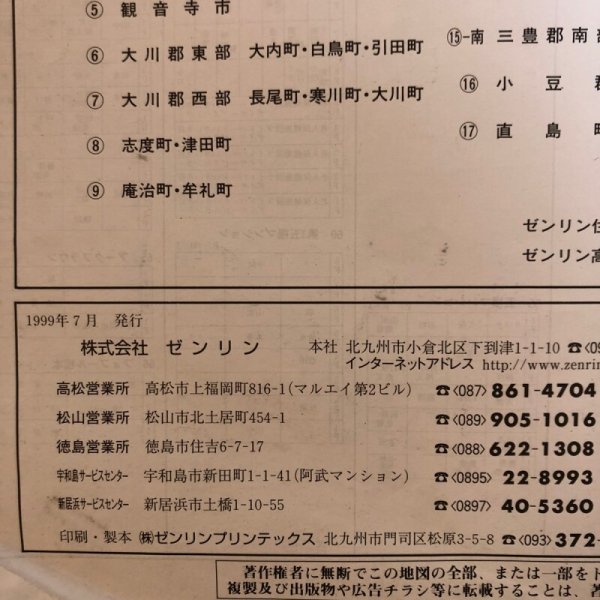 ⑤ 観音寺市
⑥ 大川郡東部 大内町・白鳥町・引田町
⑦ 大川郡西部 長尾町・寒川町・大川町
⑧ 志度町・津田町
⑨ 庵治町・牟礼町
⑮-南 三豊郡南部
⑯ 小豆郡
⑰ 直島町
ゼンリン住
ゼンリン高
1999年7月 発行
株式会社 ゼンリン 本社 北九州市小倉北区下到津1-1-10 ☎〈09
インターネットアドレス http://www.zenrin
高松営業所 高松市上福岡町816-1(マルエイ第2ビル) ☎〈087〉861-4704
松山営業所 松山市北土居町454-1 ☎〈089〉905-1016
徳島営業所 徳島市住吉6-7-17 ☎〈088〉622-1308
宇和島サービスセンター 宇和島市新田町1-1-41(阿武マンション) ☎〈0895〉22-8993
新居浜サービスセンター 新居浜市土橋1-10-55 ☎〈0897〉40-5360
印刷・製本 ㈱ゼンリンプリンテックス 北九州市門司区松原3-5-8 ☎〈093〉372-
著作権者に無断でこの地図の全部、または一部をト
複製及び出版物や広告チラシ等に転載することは、著